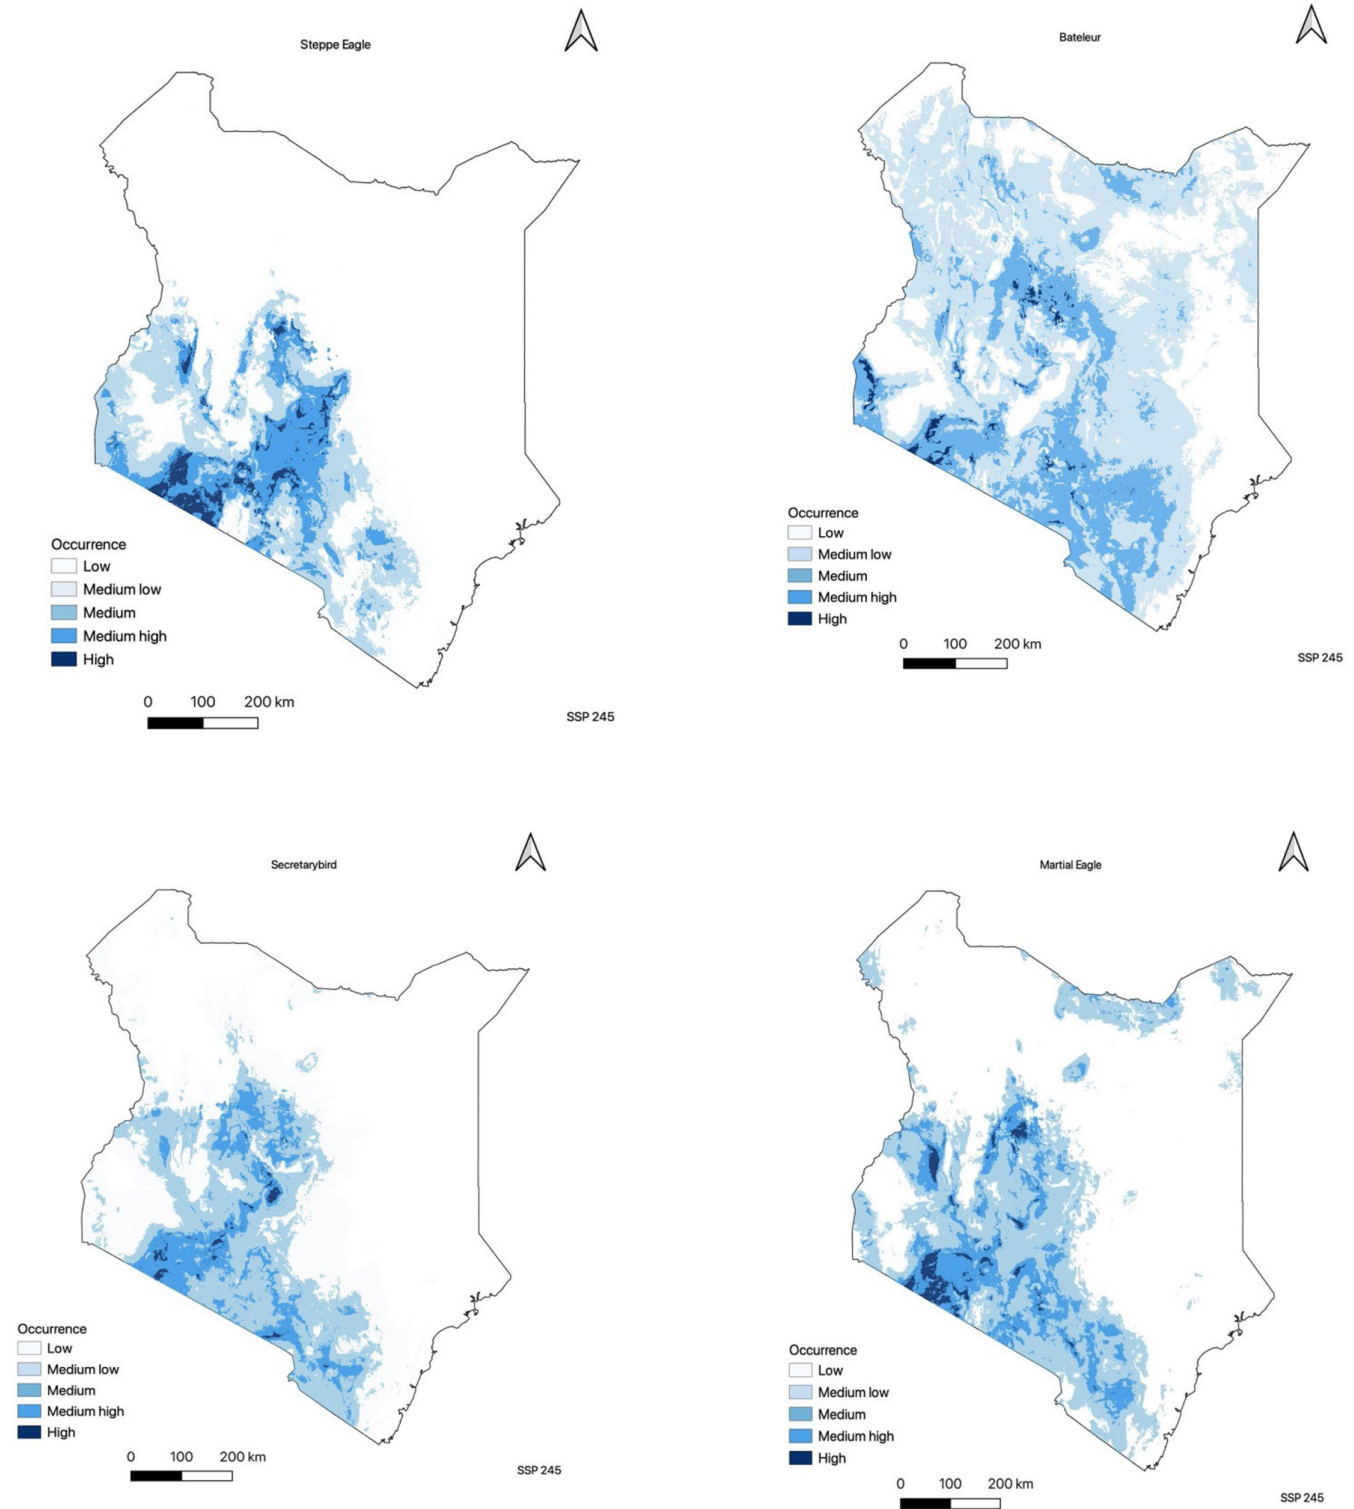 Steppe Eagle
Occurrence
Low
Medium low
Medium
Medium high
High
0 100 200 km
SSP 245
Bateleur
Occurrence
Low
Medium low
Medium
Medium high
High
0 100 200 km
SSP 245
Secretarybird
Occurrence
Low
Medium low
Medium
Medium high
High
0 100 200 km
SSP 245
Martial Eagle
Occurrence
Low
Medium low
Medium
Medium high
High
0 100 200 km
SSP 245